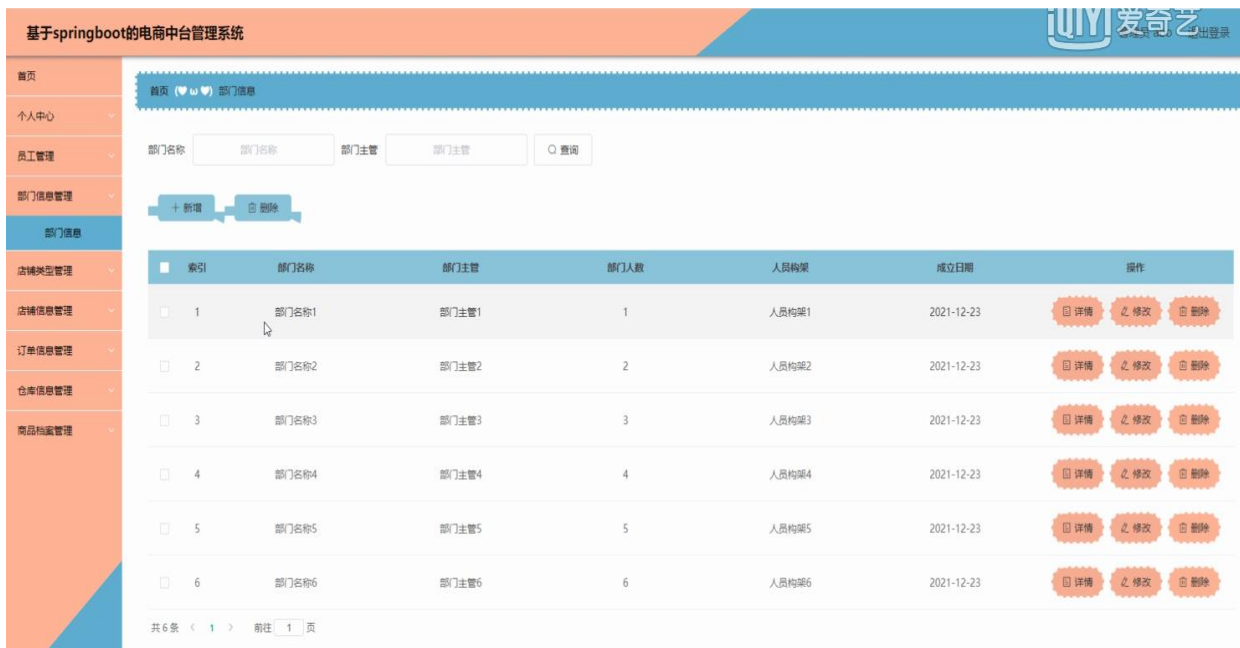 基于springboot的电商中台管理系统
iQIYI 爱奇艺
退出登录
首页
个人中心
员工管理
部门信息管理
部门信息
店铺类型管理
店铺信息管理
订单信息管理
仓库信息管理
商品档案管理
首页 (♥ω♥) 部门信息
部门名称 部门名称 部门主管 部门主管 查询
+ 新增 删除
索引 部门名称 部门主管 部门人数 人员构架 成立日期 操作
1 部门名称1 部门主管1 1 人员构架1 2021-12-23 详情 修改 删除
2 部门名称2 部门主管2 2 人员构架2 2021-12-23 详情 修改 删除
3 部门名称3 部门主管3 3 人员构架3 2021-12-23 详情 修改 删除
4 部门名称4 部门主管4 4 人员构架4 2021-12-23 详情 修改 删除
5 部门名称5 部门主管5 5 人员构架5 2021-12-23 详情 修改 删除
6 部门名称6 部门主管6 6 人员构架6 2021-12-23 详情 修改 删除
共6条 < 1 > 前往 1 页